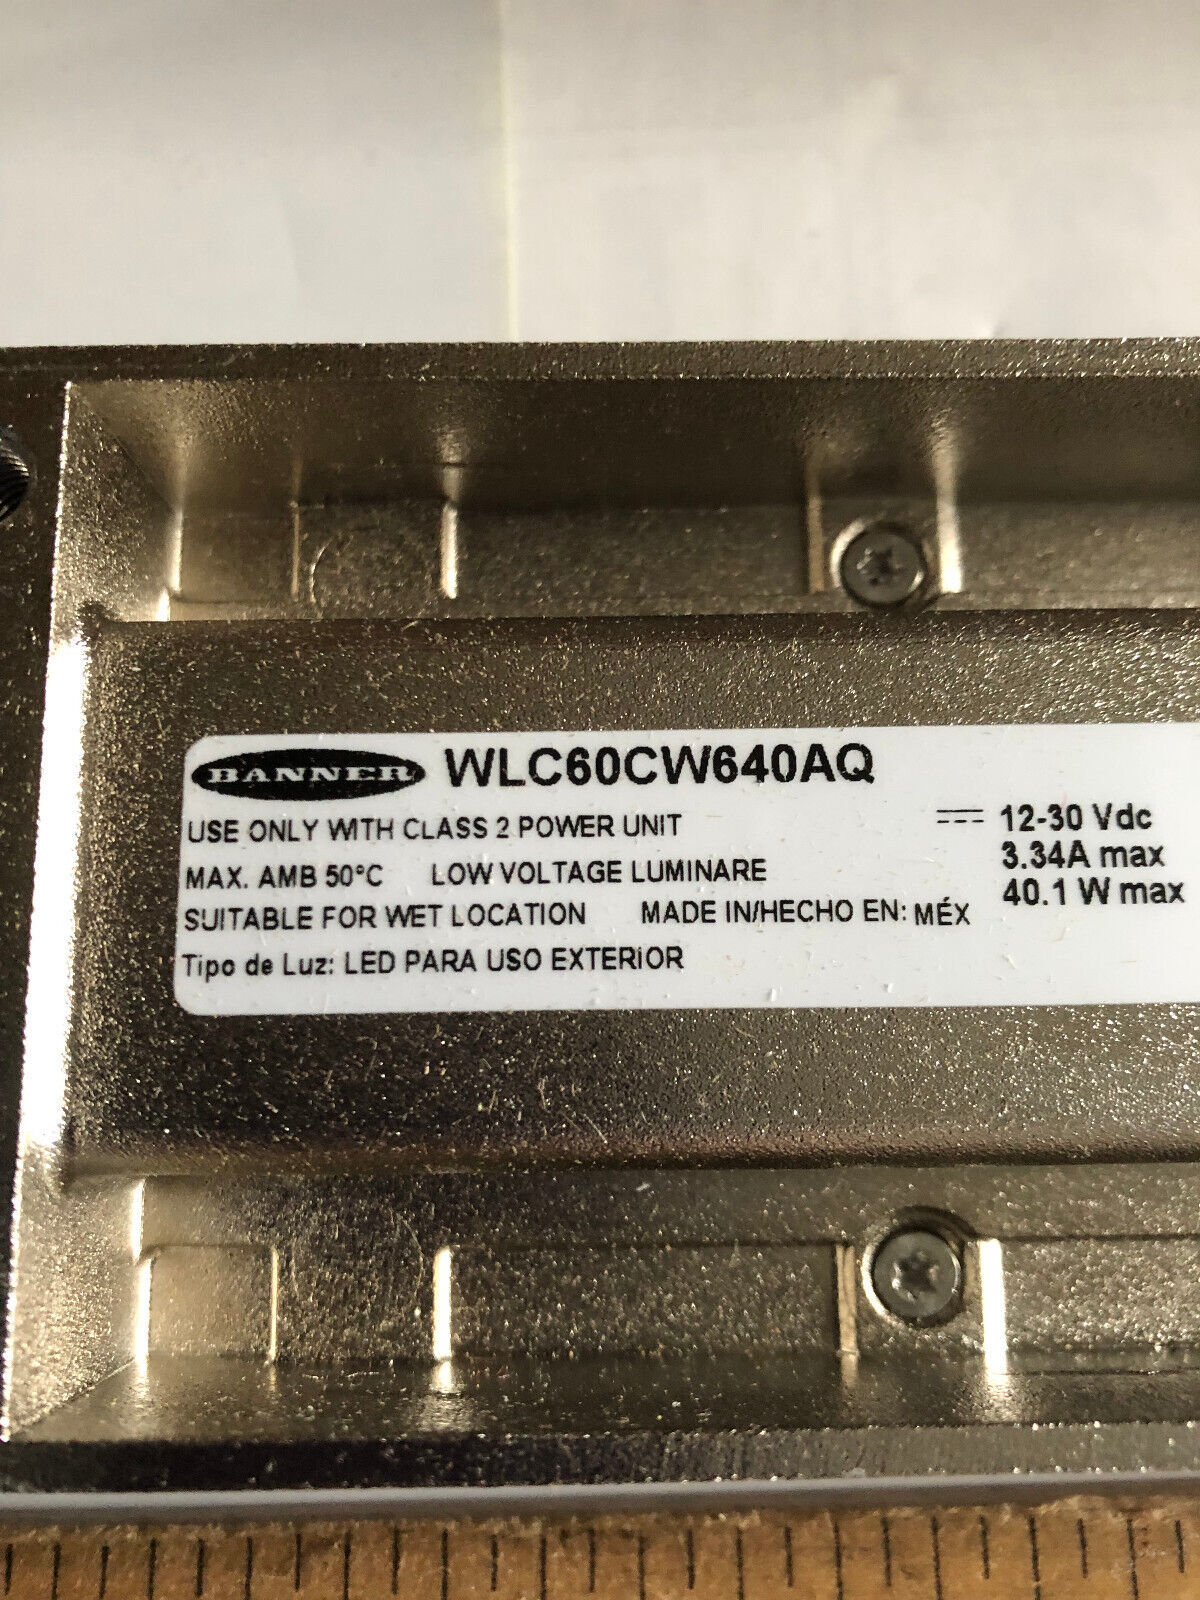 BANNER WLC60CW640AQ
USE ONLY WITH CLASS 2 POWER UNIT
12-30 Vdc
MAX. AMB 50°C LOW VOLTAGE LUMINARE
3.34A max
SUITABLE FOR WET LOCATION MADE IN/HECHO EN: MÉX
40.1 W max
Tipo de Luz: LED PARA USO EXTERIOR